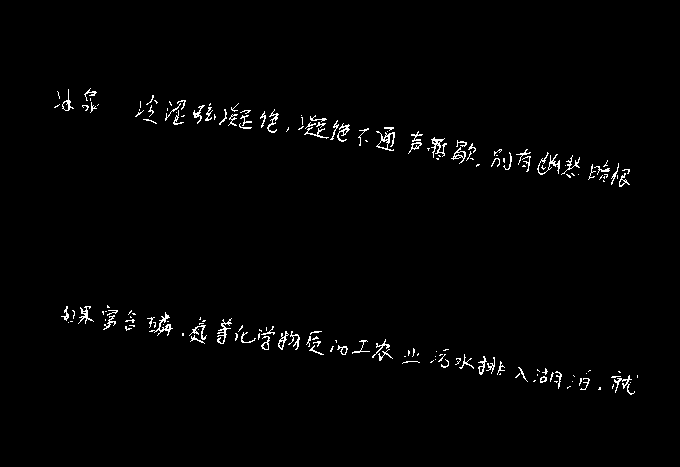 冰泉 冷涩弦凝绝,凝绝不通声暂歇.别有幽愁暗恨
如果富含磷.氮等化学物质的工农业污水排入湖泊.就